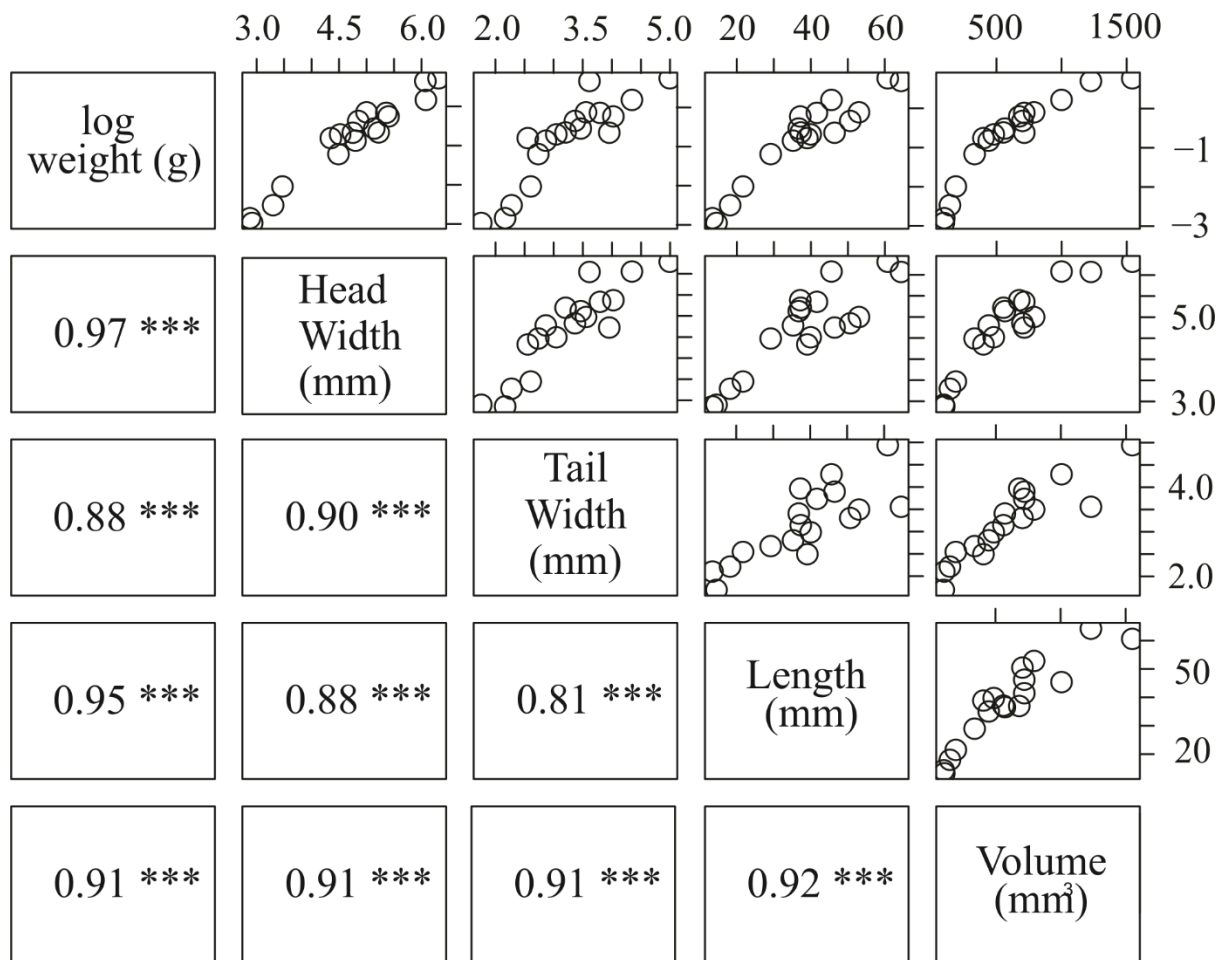 3.0 4.5 6.0 2.0 3.5 5.0 20 40 60 500 1500
log
weight (g)
−1
−3
0.97 ***
Head
Width
(mm)
5.0
3.0
0.88 *** 0.90 ***
Tail
Width
(mm)
4.0
2.0
0.95 *** 0.88 *** 0.81 ***
Length
(mm)
50
20
0.91 *** 0.91 *** 0.91 *** 0.92 ***
Volume
(mm³)